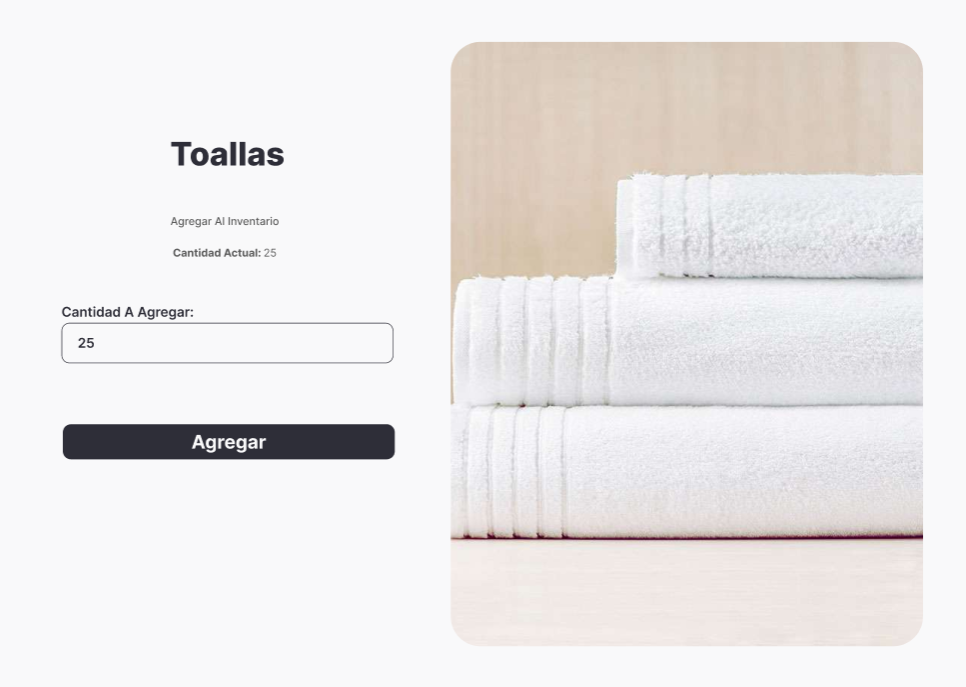 Toallas
Agregar Al Inventario
Cantidad Actual: 25
Cantidad A Agregar:
25
Agregar